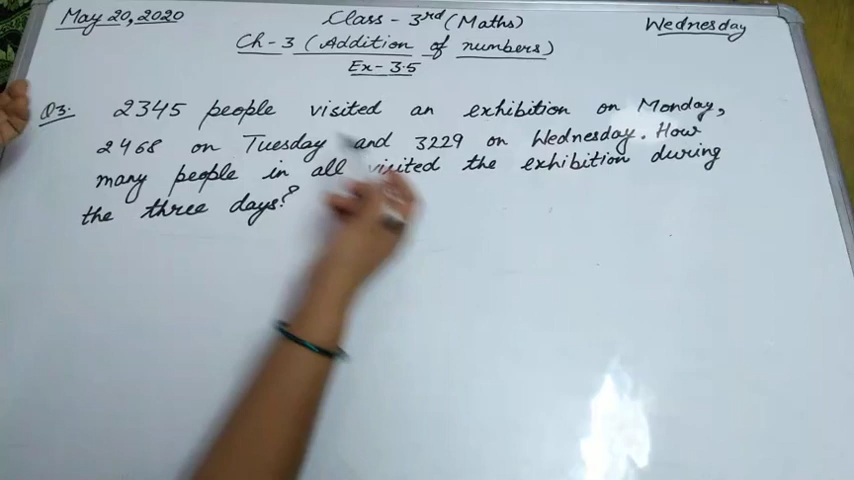 May 20, 2020 Class - 3rd (Maths) Wednesday
Ch-3 (Addition of numbers)
Ex- 3.5
Q3. 2345 people visited an exhibition on Monday,
2468 on Tuesday and 3229 on Wednesday. How
many people in all visited the exhibition during
the three days?